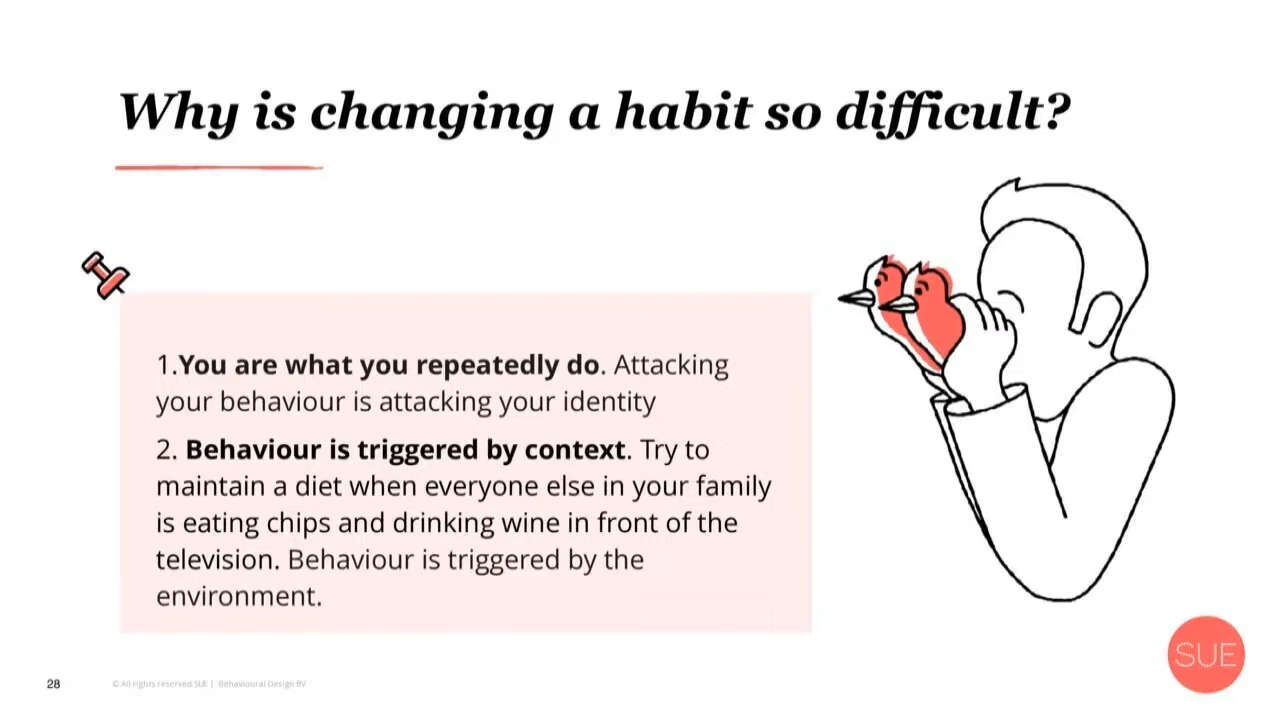 Why is changing a habit so difficult?
1.You are what you repeatedly do. Attacking
your behaviour is attacking your identity
2. Behaviour is triggered by context. Try to
maintain a diet when everyone else in your family
is eating chips and drinking wine in front of the
television. Behaviour is triggered by the
environment.
SUE
28
© All rights reserved SUE | Behavioural Design BV